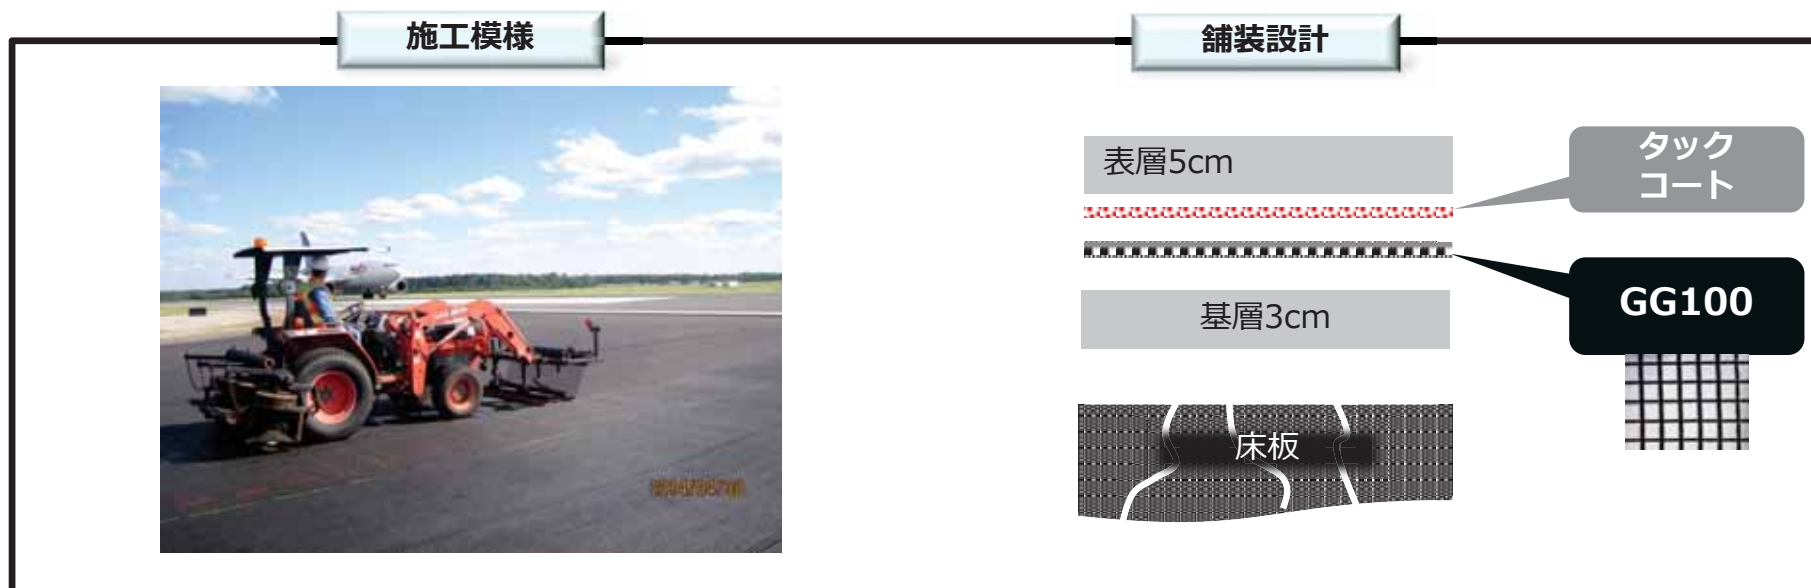 施工模様
舗装設計
表層5cm
タック
コート
GG100
基層3cm
床板